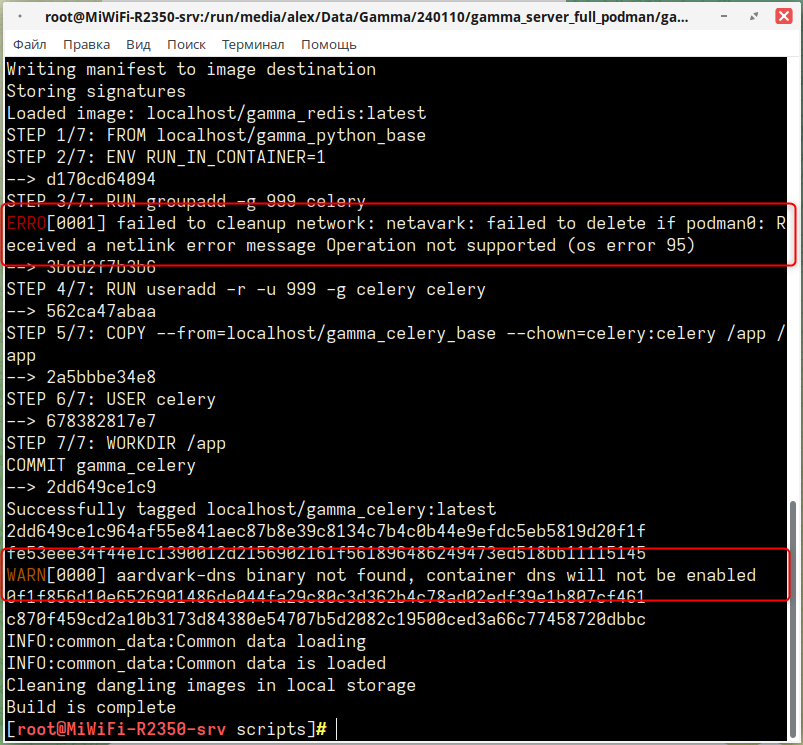 root@MiWiFi-R2350-srv:/run/media/alex/Data/Gamma/240110/gamma_server_full_podman/ga...
Файл Правка Вид Поиск Терминал Помощь
Writing manifest to image destination
Storing signatures
Loaded image: localhost/gamma_redis:latest
STEP 1/7: FROM localhost/gamma_python_base
STEP 2/7: ENV RUN_IN_CONTAINER=1
--> d170cd64094
STEP 3/7: RUN groupadd -g 999 celery
ERRO[0001] failed to cleanup network: netavark: failed to delete if podman0: R
eceived a netlink error message Operation not supported (os error 95)
--> 3b6d2f7b3b6
STEP 4/7: RUN useradd -r -u 999 -g celery celery
--> 562ca47abaa
STEP 5/7: COPY --from=localhost/gamma_celery_base --chown=celery:celery /app /
app
--> 2a5bbbe34e8
STEP 6/7: USER celery
--> 678382817e7
STEP 7/7: WORKDIR /app
COMMIT gamma_celery
--> 2dd649ce1c9
Successfully tagged localhost/gamma_celery:latest
2dd649ce1c964af55e841aec87b8e39c8134c7b4c0b44e9efdc5eb5819d20f1f
fe53eee34f44e1c1390012d2156902161f561896486249473ed518bb11115145
WARN[0000] aardvark-dns binary not found, container dns will not be enabled
0f1f856d10e6526901486de044fa29c80c3d362b4c78ad02edf39e1b807cf461
c870f459cd2a10b3173d84380e54707b5d2082c19500ced3a66c77458720dbbc
INFO:common_data:Common data loading
INFO:common_data:Common data is loaded
Cleaning dangling images in local storage
Build is complete
[root@MiWiFi-R2350-srv scripts]#